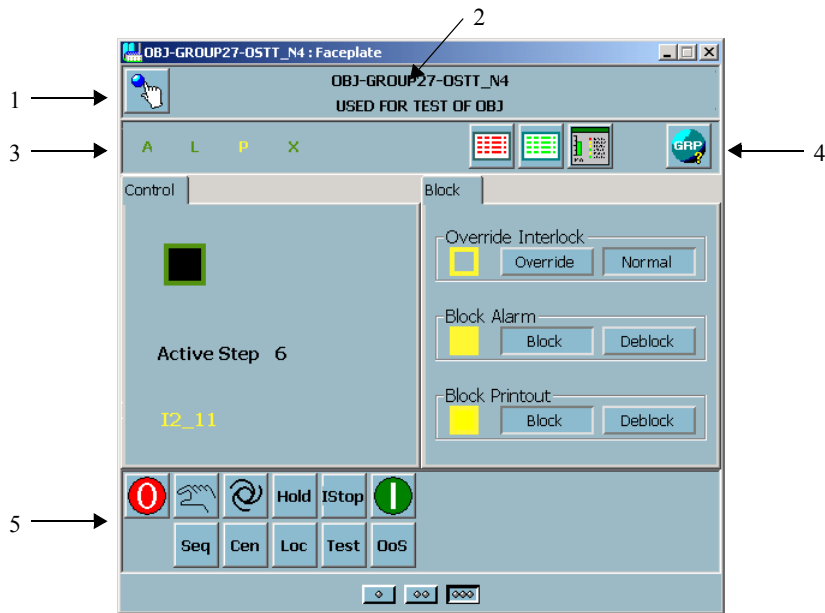 2
OBJ-GROUP27-OSTT_N4 : Faceplate
OBJ-GROUP27-OSTT_N4
USED FOR TEST OF OBJ
1
3
A L P X
GRP
?
4
Control
Block
Override Interlock
Override Normal
Block Alarm
Block Deblock
Active Step 6
Block Printout
Block Deblock
I2_11
5
0
Hold IStop
I
Seq Cen Loc Test OoS